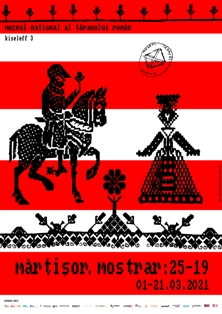 muzeul național al țăranului român
kiseleff 3
mărțișor. mostrar: 25-19
01-21.03.2021